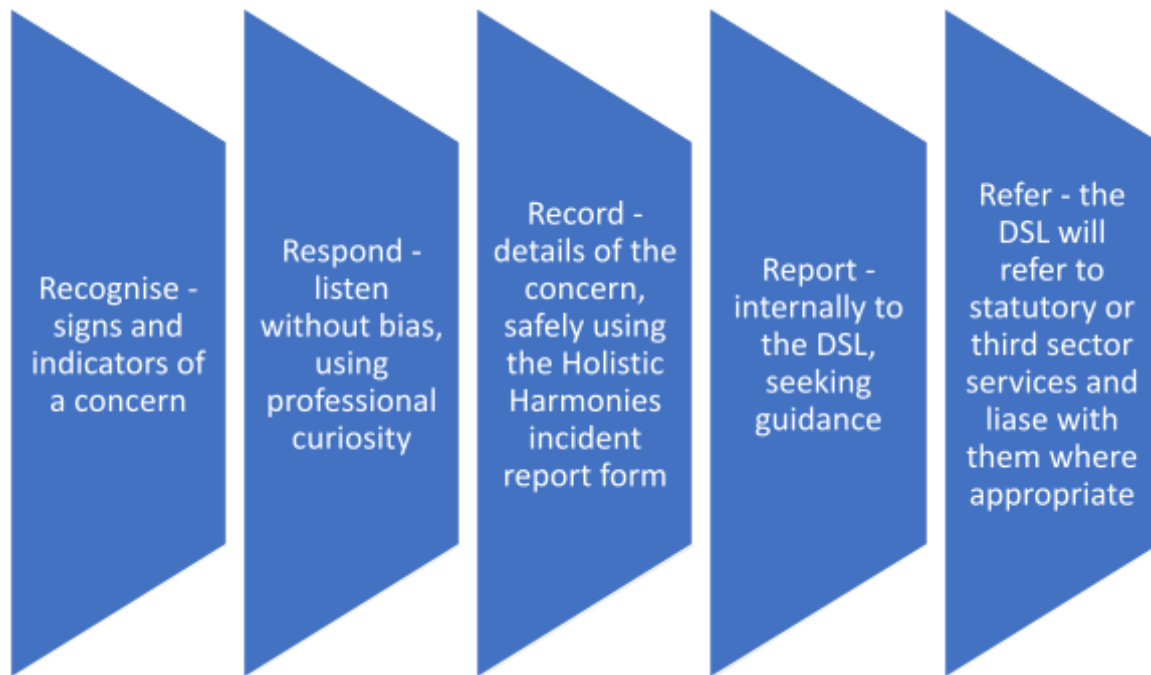 Recognise -
signs and
indicators of
a concern
Respond -
listen
without bias,
using
professional
curiosity
Record -
details of the
concern,
safely using
the Holistic
Harmonies
incident
report form
Report -
internally to
the DSL,
seeking
guidance
Refer - the
DSL will
refer to
statutory or
third sector
services and
liase with
them where
appropriate